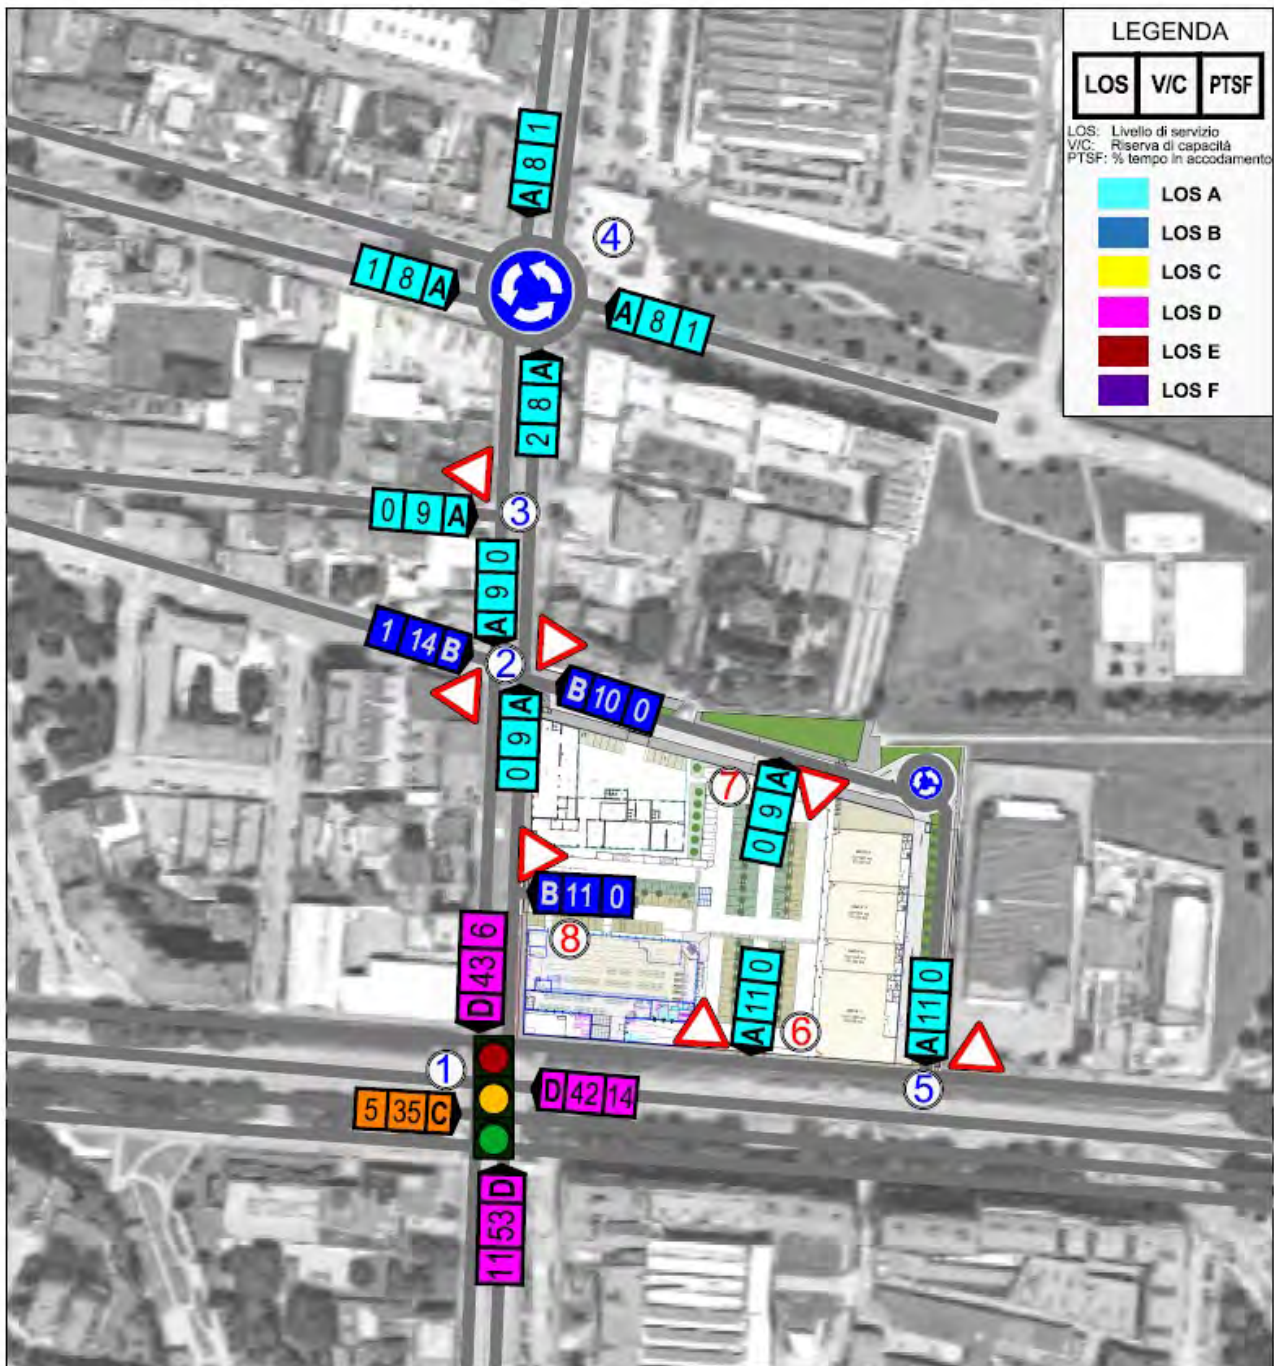 LEGENDA
LOS V/C PTSF
LOS: Livello di servizio
V/C: Riserva di capacità
PTSF: % tempo in accodamento
LOS A
LOS B
LOS C
LOS D
LOS E
LOS F
A 8 1
4
1 8 A
A 8 1
2 8 A
0 9 A
3
A 9 0
1 14 B
2
B 10 0
0 9 A
7
0 9 A
B 11 0
8
D 43 6
A 11 0
6
A 11 0
1
5
D 42 14
5 35 C
11 53 D